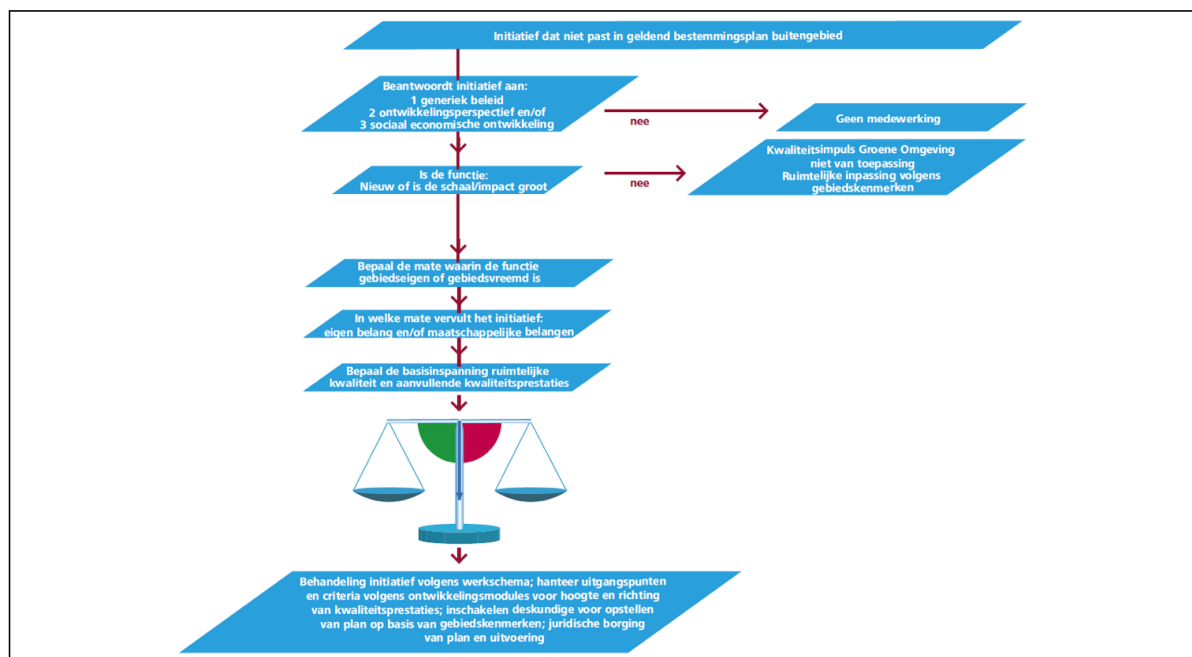 Initiatief dat niet past in geldend bestemmingsplan buitengebied
Beantwoordt initiatief aan:
1 generiek beleid
2 ontwikkelingsperspectief en/of
3 sociaal economische ontwikkeling
nee
Geen medewerking
Is de functie:
Nieuw of is de schaal/impact groot
nee
Kwaliteitsimpuls Groene Omgeving
niet van toepassing
Ruimtelijke inpassing volgens
gebiedskenmerken
Bepaal de mate waarin de functie
gebiedseigen of gebiedsvreemd is
In welke mate vervult het initiatief:
eigen belang en/of maatschappelijke belangen
Bepaal de basisinspanning ruimtelijke
kwaliteit en aanvullende kwaliteitsprestaties
Behandeling initiatief volgens werkschema; hanteer uitgangspunten
en criteria volgens ontwikkelingsmodules voor hoogte en richting
van kwaliteitsprestaties; inschakelen deskundige voor opstellen
van plan op basis van gebiedskenmerken; juridische borging
van plan en uitvoering